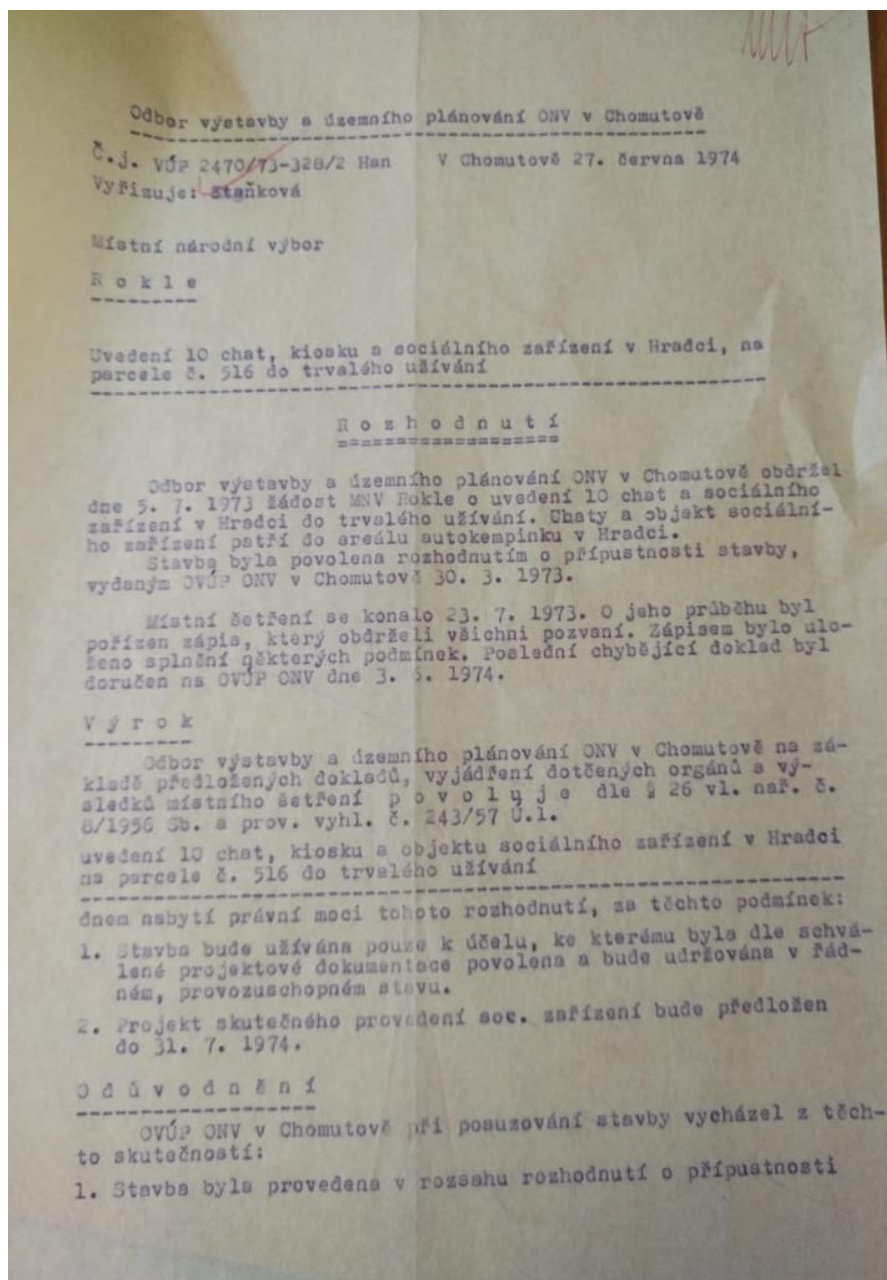 Odbor výstavby a územního plánování ONV v Chomutově
Č.j. VÚP 2470/73-328/2 Han V Chomutově 27. června 1974
Vyřizuje: Staňková
Místní národní výbor
R o k l e
Uvedení 10 chat, kiosku a sociálního zařízení v Hradci, na
parcele č. 516 do trvalého užívání
R o z h o d n u t í
Odbor výstavby a územního plánování ONV v Chomutově obdržel
dne 5. 7. 1973 žádost MNV Rokle o uvedení 10 chat a sociálního
zařízení v Hradci do trvalého užívání. Chaty a objekt sociální-
ho zařízení patří do areálu autokempinku v Hradci.
Stavba byla povolena rozhodnutím o přípustnosti stavby,
vydaným OVÚP ONV v Chomutově 30. 3. 1973.
Místní šetření se konalo 23. 7. 1973. O jeho průběhu byl
pořízen zápis, který obdrželi všichni pozvaní. Zápisem bylo ulo-
ženo splnění některých podmínek. Poslední chybějící doklad byl
doručen na OVÚP ONV dne 3. 1974.
V ý r o k
Odbor výstavby a územního plánování ONV v Chomutově na zá-
kladě předložených dokladů, vyjádření dotčených orgánů a vý-
sledků místního šetření p o v o l u j e dle § 26 vl. nař. č.
8/1956 Sb. a prov. vyhl. č. 243/57 Ú.l.
uvedení 10 chat, kiosku a objektu sociálního zařízení v Hradci
na parcele č. 516 do trvalého užívání
dnem nabytí právní moci tohoto rozhodnutí, za těchto podmínek:
1. Stavba bude užívána pouze k účelu, ke kterému byla dle schvá-
lené projektové dokumentace povolena a bude udržována v řád-
ném, provozuschopném stavu.
2. Projekt skutečného provedení soc. zařízení bude předložen
do 31. 7. 1974.
O d ů v o d n ě n í
OVÚP ONV v Chomutově při posuzování stavby vycházel z těch-
to skutečností:
1. Stavba byla provedena v rozsahu rozhodnutí o přípustnosti